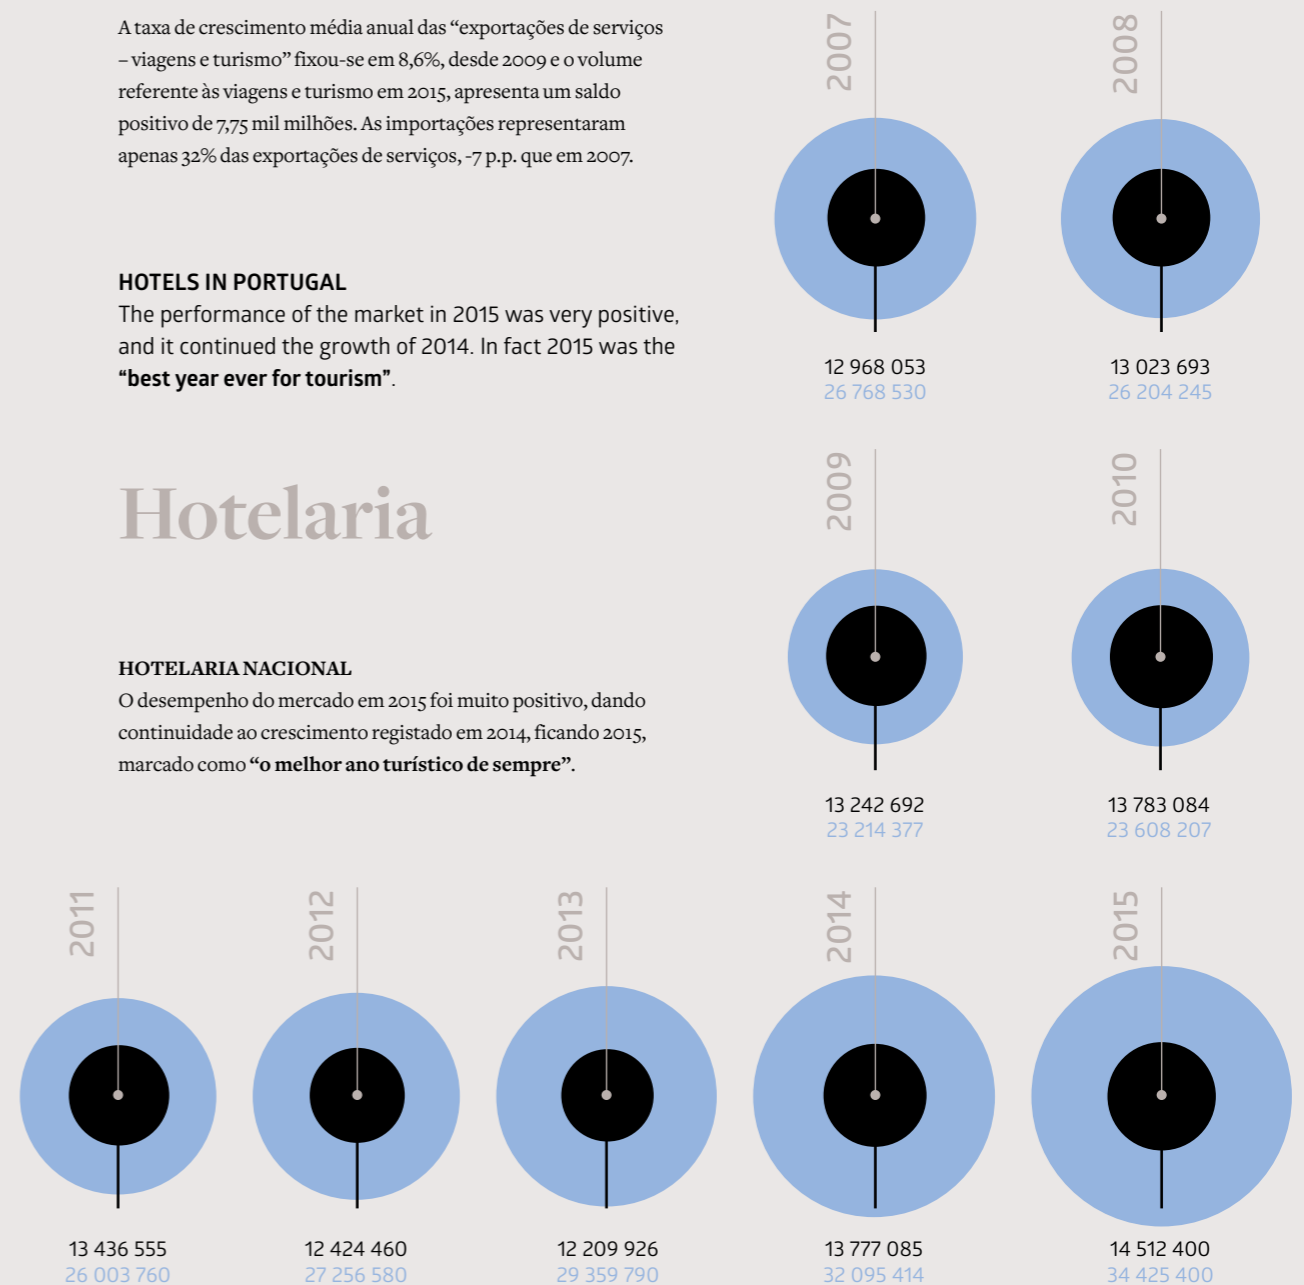 A taxa de crescimento média anual das “exportações de serviços
– viagens e turismo” fixou-se em 8,6%, desde 2009 e o volume
referente às viagens e turismo em 2015, apresenta um saldo
positivo de 7,75 mil milhões. As importações representaram
apenas 32% das exportações de serviços, -7 p.p. que em 2007.
HOTELS IN PORTUGAL
The performance of the market in 2015 was very positive,
and it continued the growth of 2014. In fact 2015 was the
“best year ever for tourism”.
Hotelaria
HOTELARIA NACIONAL
O desempenho do mercado em 2015 foi muito positivo, dando
continuidade ao crescimento registado em 2014, ficando 2015,
marcado como “o melhor ano turístico de sempre”.
2007
12 968 053
26 768 530
2008
13 023 693
26 204 245
2009
13 242 692
23 214 377
2010
13 783 084
23 608 207
2011
13 436 555
26 003 760
2012
12 424 460
27 256 580
2013
12 209 926
29 359 790
2014
13 777 085
32 095 414
2015
14 512 400
34 425 400